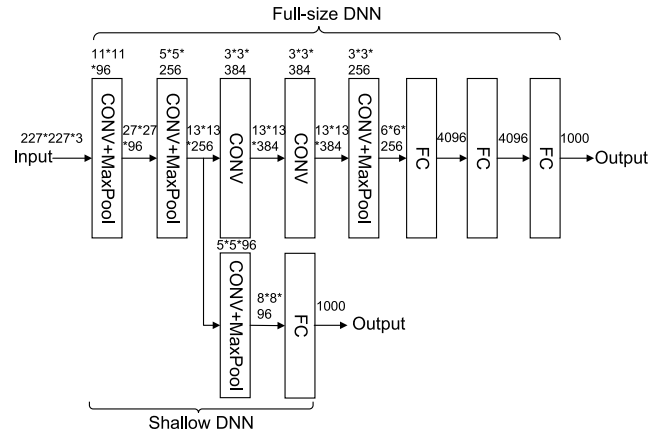 Full-size DNN
11*11
*96
5*5*
256
3*3*
384
3*3*
384
3*3*
256
227*227*3
Input
CONV+MaxPool
27*27
*96
CONV+MaxPool
13*13
*256
CONV
13*13
*384
CONV
13*13
*384
CONV+MaxPool
6*6*
256
FC
4096
FC
4096
FC
1000
Output
5*5*96
CONV+MaxPool
8*8*
96
FC
1000
Output
Shallow DNN